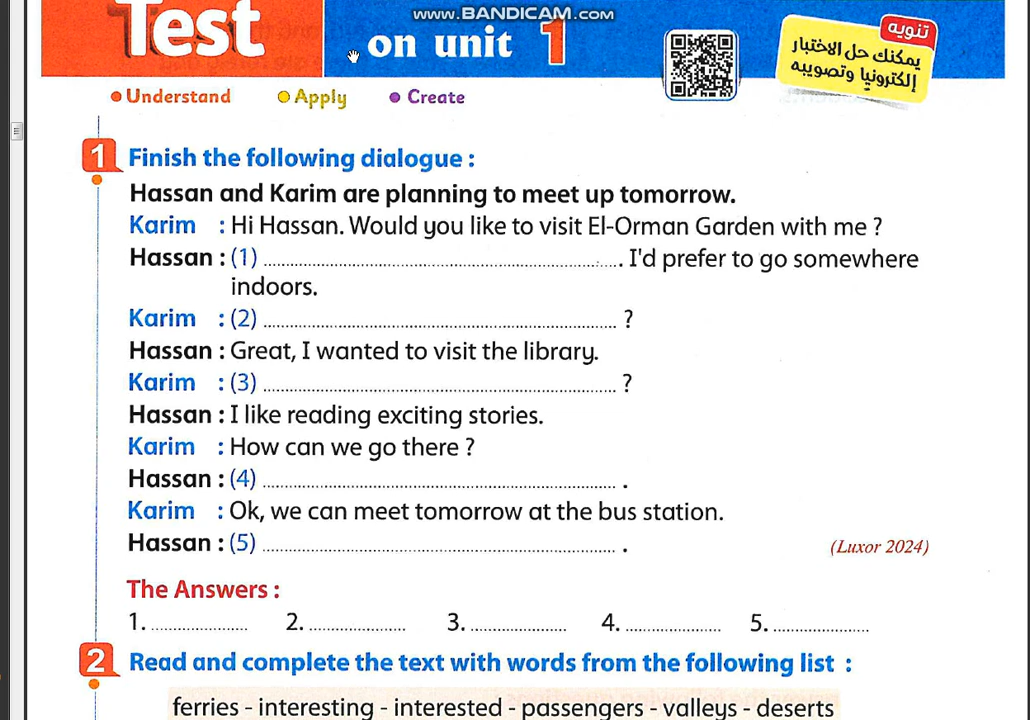 www.BANDICAM.com
Test on unit 1
تنويه
يمكنك حل الاختبار
إلكترونيا وتصويبه
Understand Apply Create
1 Finish the following dialogue :
Hassan and Karim are planning to meet up tomorrow.
Karim : Hi Hassan. Would you like to visit El-Orman Garden with me ?
Hassan : (1) ........................................ . I'd prefer to go somewhere
indoors.
Karim : (2) ........................................ ?
Hassan : Great, I wanted to visit the library.
Karim : (3) ........................................ ?
Hassan : I like reading exciting stories.
Karim : How can we go there ?
Hassan : (4) ........................................ .
Karim : Ok, we can meet tomorrow at the bus station.
Hassan : (5) ........................................ . (Luxor 2024)
The Answers :
1. .................... 2. .................... 3. .................... 4. .................... 5. ....................
2 Read and complete the text with words from the following list :
ferries - interesting - interested - passengers - valleys - deserts